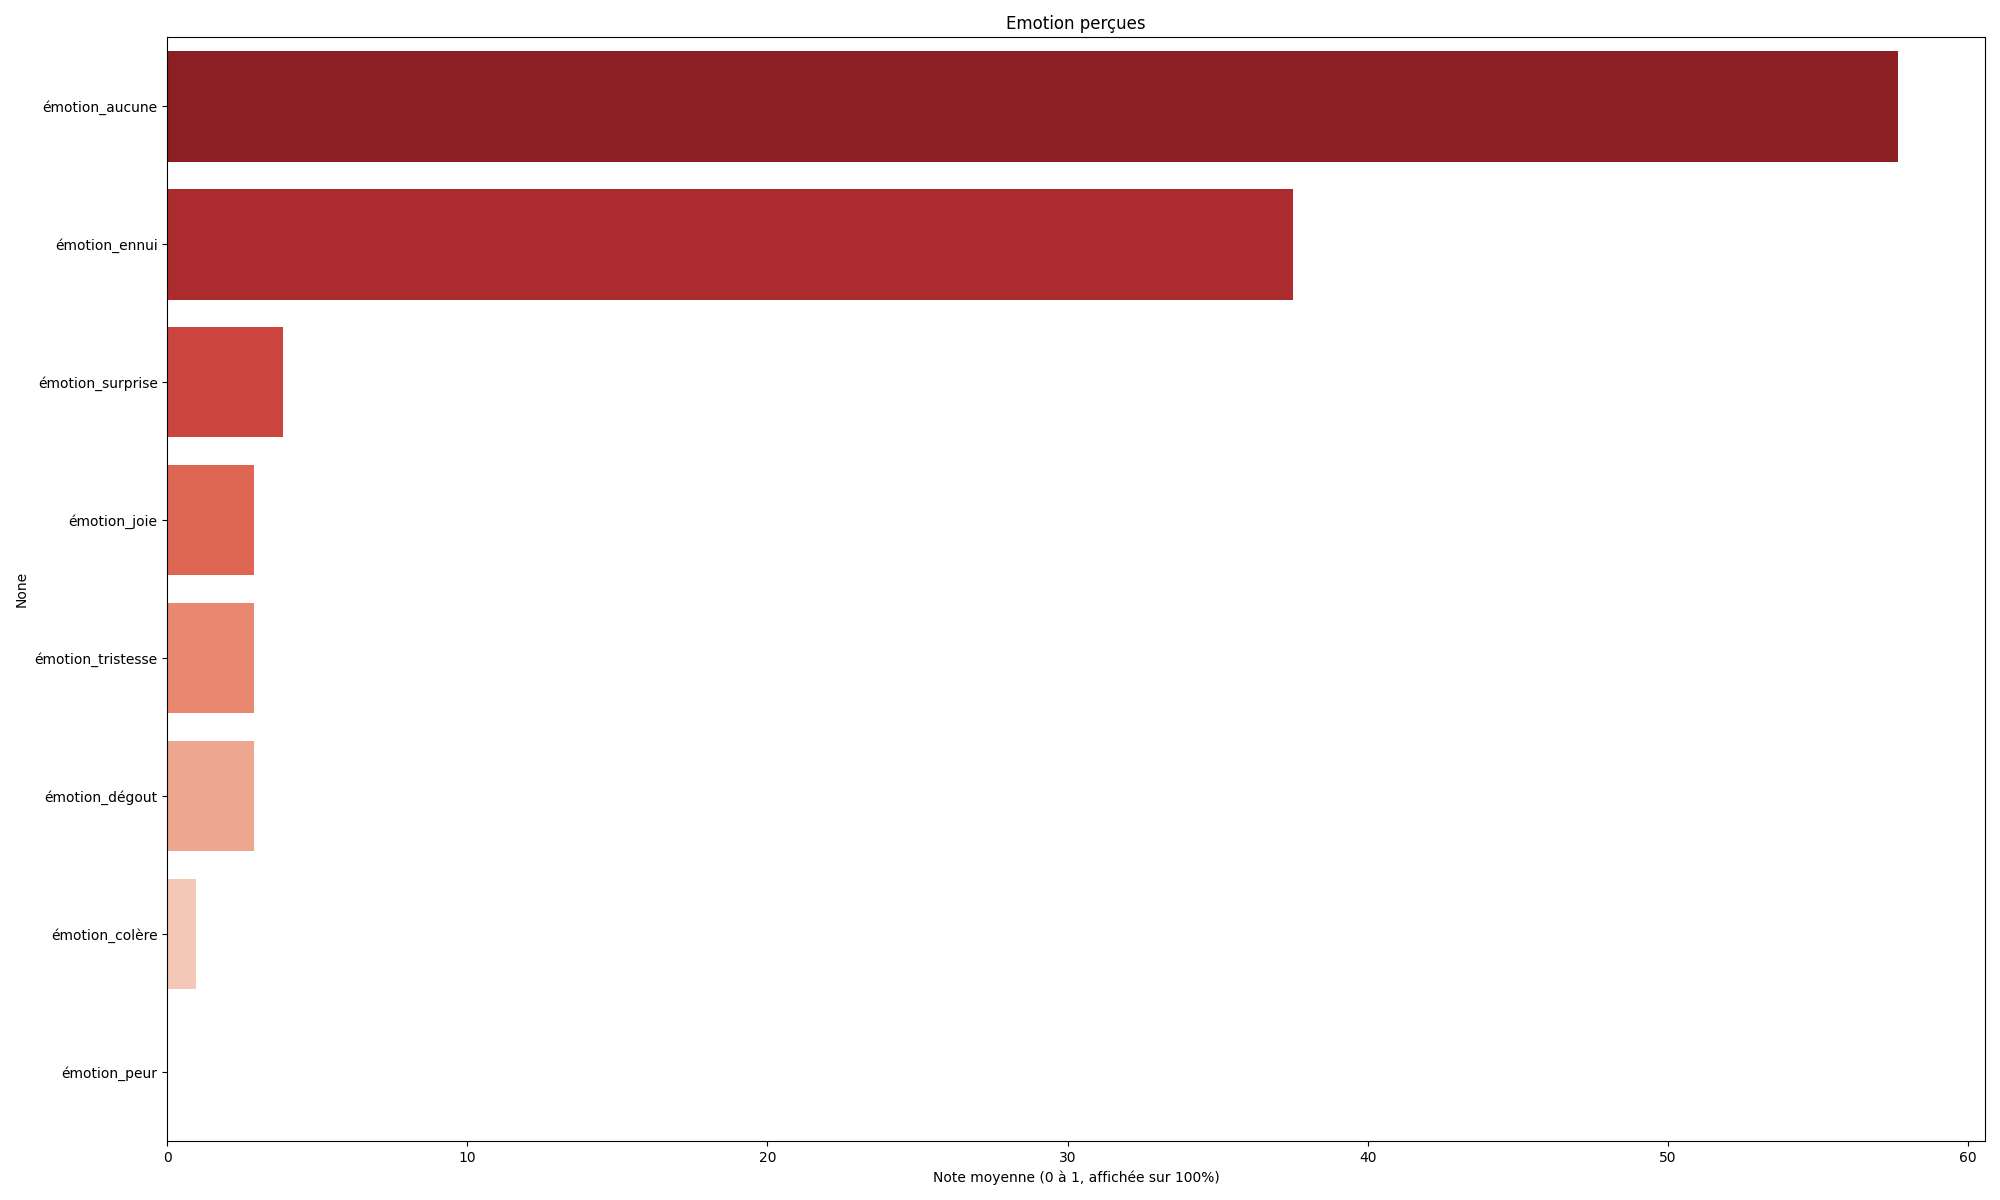 Emotion perçues
émotion_aucune
émotion_ennui
émotion_surprise
émotion_joie
émotion_tristesse
émotion_dégout
émotion_colère
émotion_peur
None
0 10 20 30 40 50 60
Note moyenne (0 à 1, affichée sur 100%)